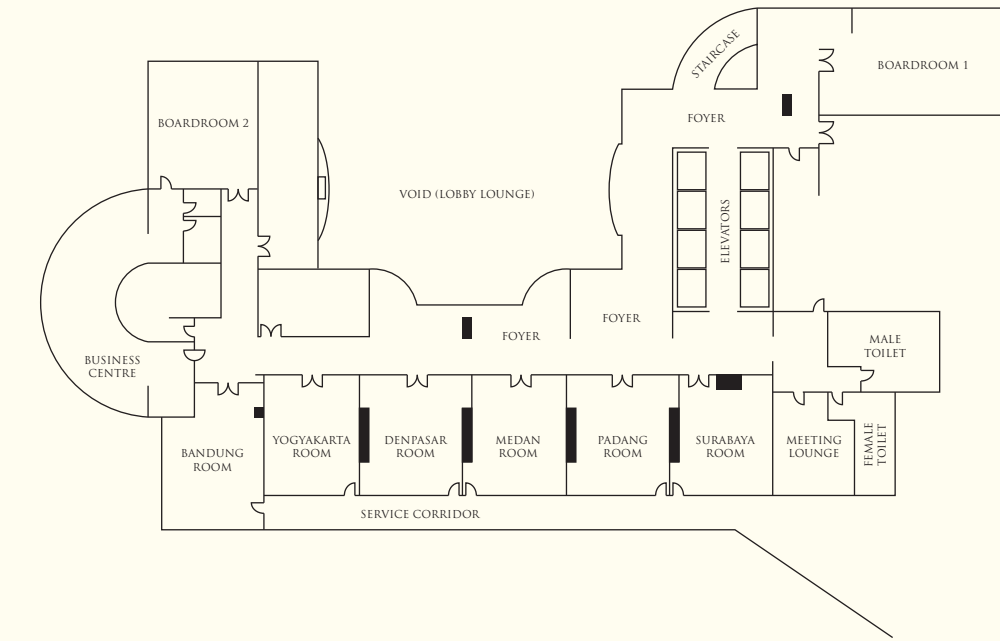 STAIRCASE
BOARDROOM 1
FOYER
BOARDROOM 2
VOID (LOBBY LOUNGE)
ELEVATORS
FOYER
FOYER
MALE
TOILET
BUSINESS
CENTRE
BANDUNG
ROOM
YOGYAKARTA
ROOM
DENPASAR
ROOM
MEDAN
ROOM
PADANG
ROOM
SURABAYA
ROOM
MEETING
LOUNGE
FEMALE
TOILET
SERVICE CORRIDOR